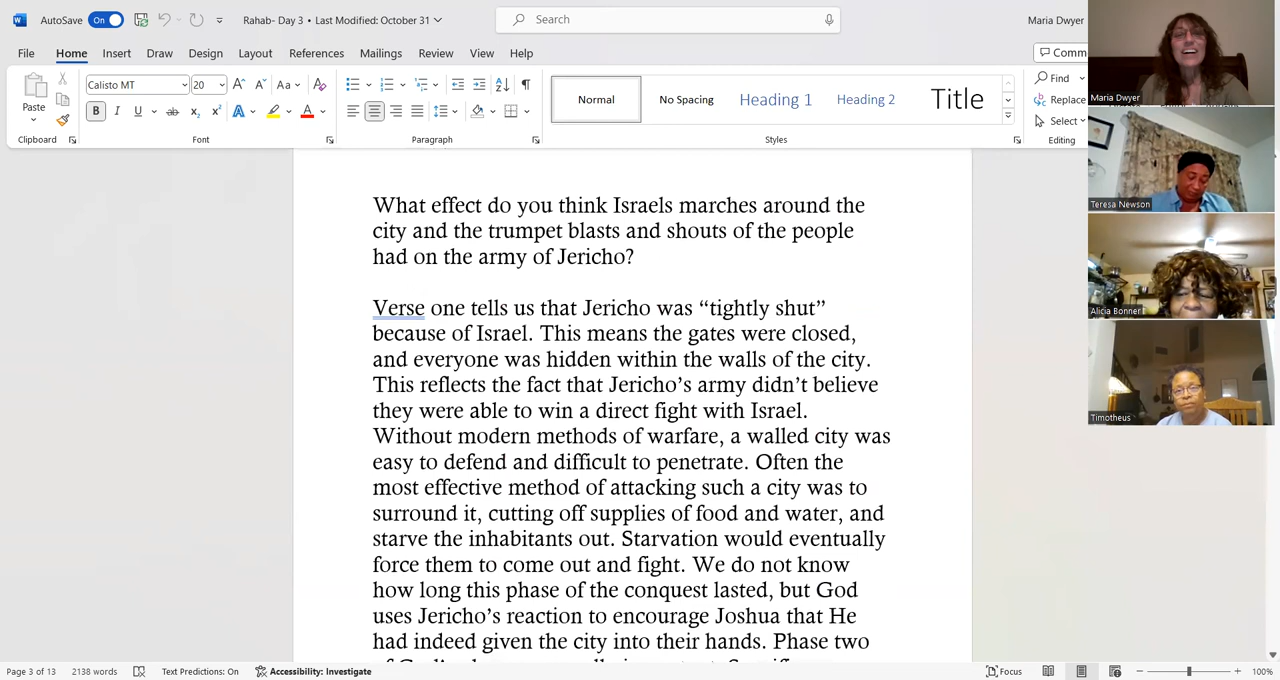 AutoSave On Rahab- Day 3 • Last Modified: October 31 Search Maria Dwyer
File Home Insert Draw Design Layout References Mailings Review View Help Comm
Paste
Calisto MT 20 Aa
Normal No Spacing Heading 1 Heading 2 Title
Find
Replace
Select
Clipboard Font Paragraph Styles Editing
Maria Dwyer
Teresa Newson
Alicia Bonner
Timotheus
What effect do you think Israels marches around the
city and the trumpet blasts and shouts of the people
had on the army of Jericho?
Verse one tells us that Jericho was “tightly shut”
because of Israel. This means the gates were closed,
and everyone was hidden within the walls of the city.
This reflects the fact that Jericho’s army didn’t believe
they were able to win a direct fight with Israel.
Without modern methods of warfare, a walled city was
easy to defend and difficult to penetrate. Often the
most effective method of attacking such a city was to
surround it, cutting off supplies of food and water, and
starve the inhabitants out. Starvation would eventually
force them to come out and fight. We do not know
how long this phase of the conquest lasted, but God
uses Jericho’s reaction to encourage Joshua that He
had indeed given the city into their hands. Phase two
Page 3 of 13 2138 words Text Predictions: On Accessibility: Investigate Focus 100%